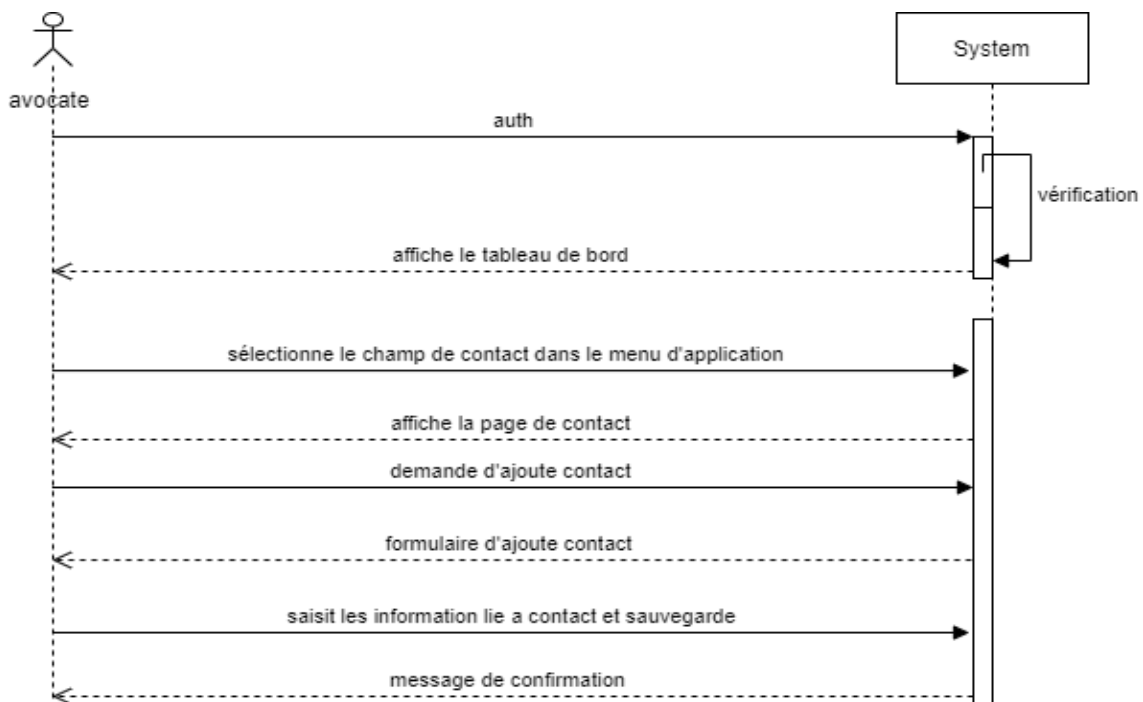 System
avocate
auth
vérification
affiche le tableau de bord
sélectionne le champ de contact dans le menu d'application
affiche la page de contact
demande d'ajoute contact
formulaire d'ajoute contact
saisit les information lie a contact et sauvegarde
message de confirmation